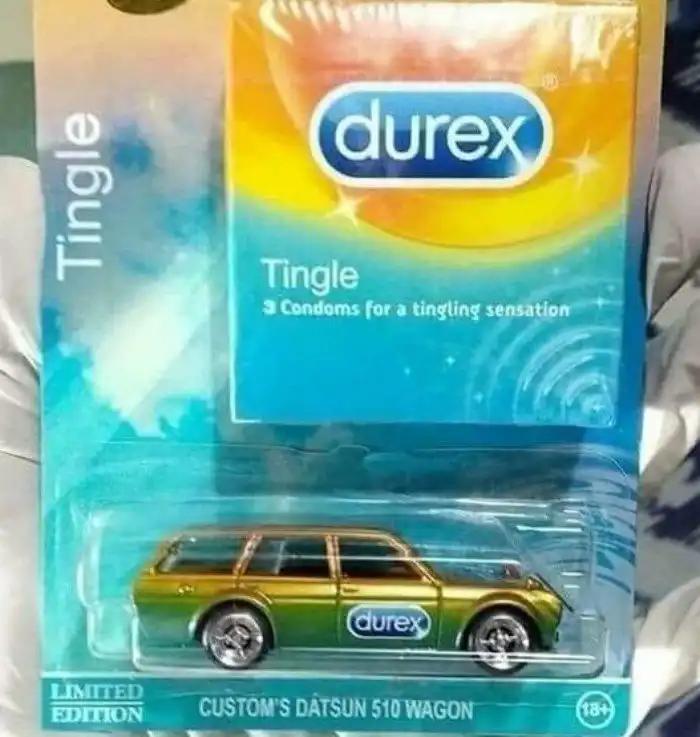 Tingle
durex
®
Tingle
3 Condoms for a tingling sensation
durex
LIMITED
EDITION
CUSTOM'S DATSUN 510 WAGON
18+